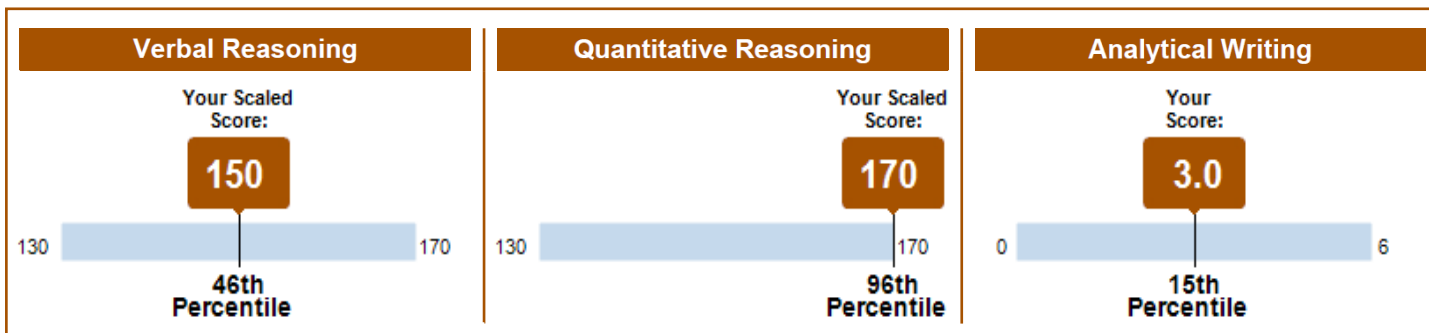 Verbal Reasoning
Your Scaled
Score:
150
130
170
46th
Percentile
Quantitative Reasoning
Your Scaled
Score:
170
130
170
96th
Percentile
Analytical Writing
Your
Score:
3.0
0
6
15th
Percentile